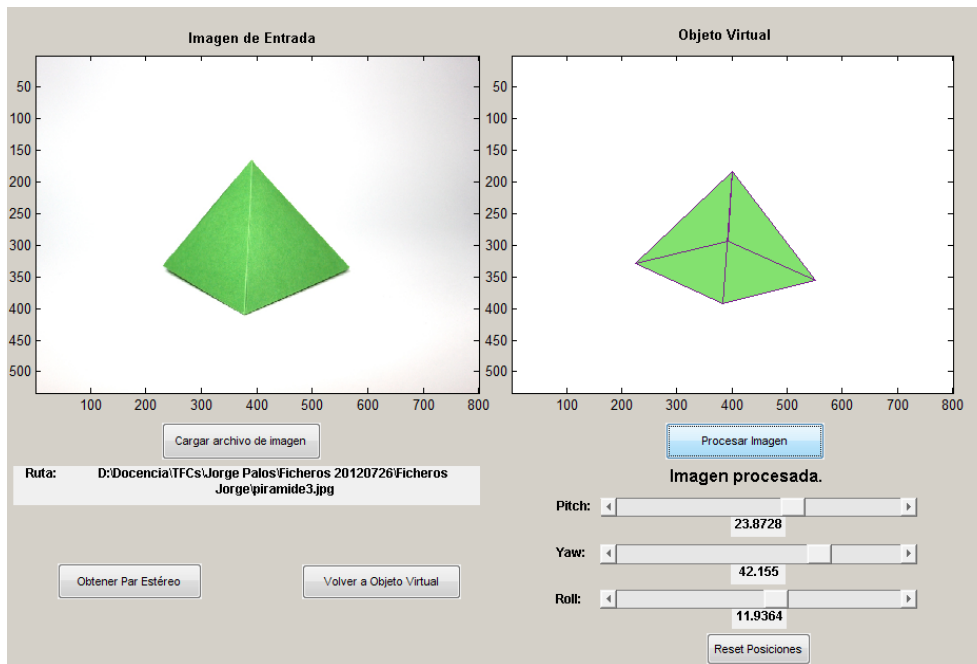 Imagen de Entrada
50
100
150
200
250
300
350
400
450
500
100 200 300 400 500 600 700 800
Cargar archivo de imagen
Ruta: D:\Docencia\TFCs\Jorge Palos\Ficheros 20120726\Ficheros
Jorge\piramide3.jpg
Obtener Par Estéreo
Volver a Objeto Virtual
Objeto Virtual
50
100
150
200
250
300
350
400
450
500
100 200 300 400 500 600 700 800
Procesar Imagen
Imagen procesada.
Pitch:
23.8728
Yaw:
42.155
Roll:
11.9364
Reset Posiciones